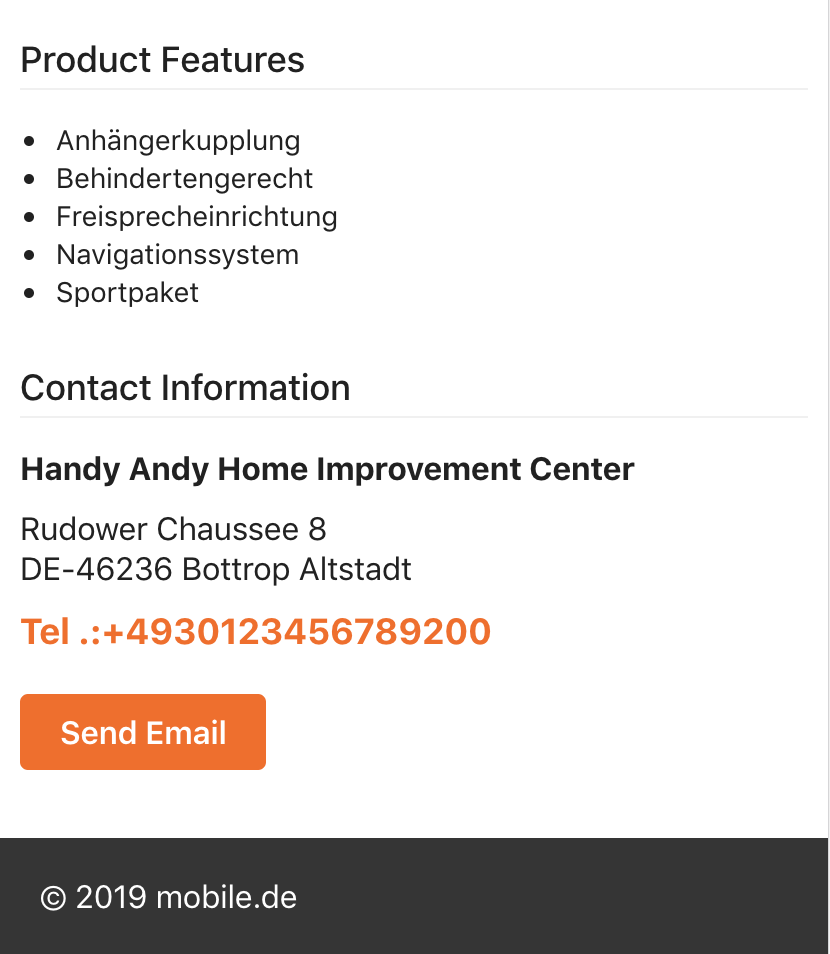 Product Features
Anhängerkupplung
Behindertengerecht
Freisprecheinrichtung
Navigationssystem
Sportpaket
Contact Information
Handy Andy Home Improvement Center
Rudower Chaussee 8
DE-46236 Bottrop Altstadt
Tel .:+4930123456789200
Send Email
© 2019 mobile.de